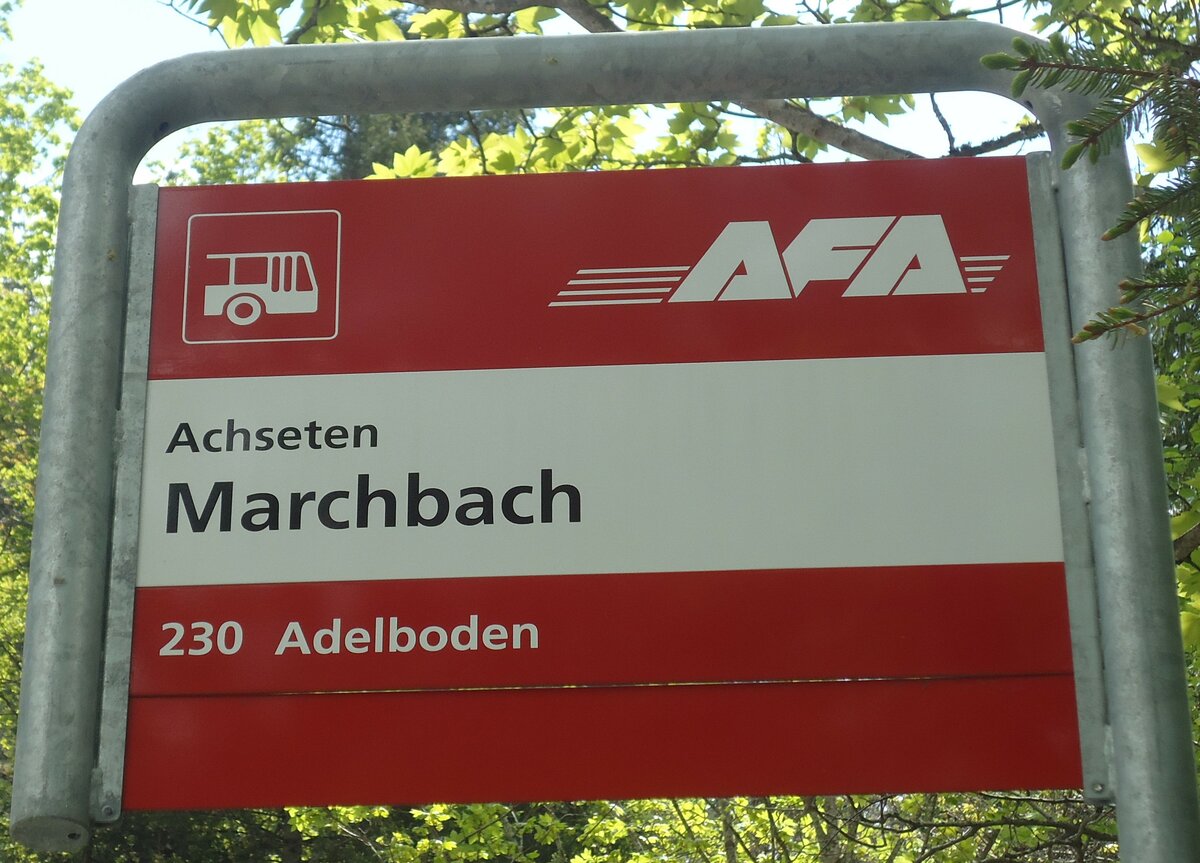 AFA
Achseten
Marchbach
230 Adelboden